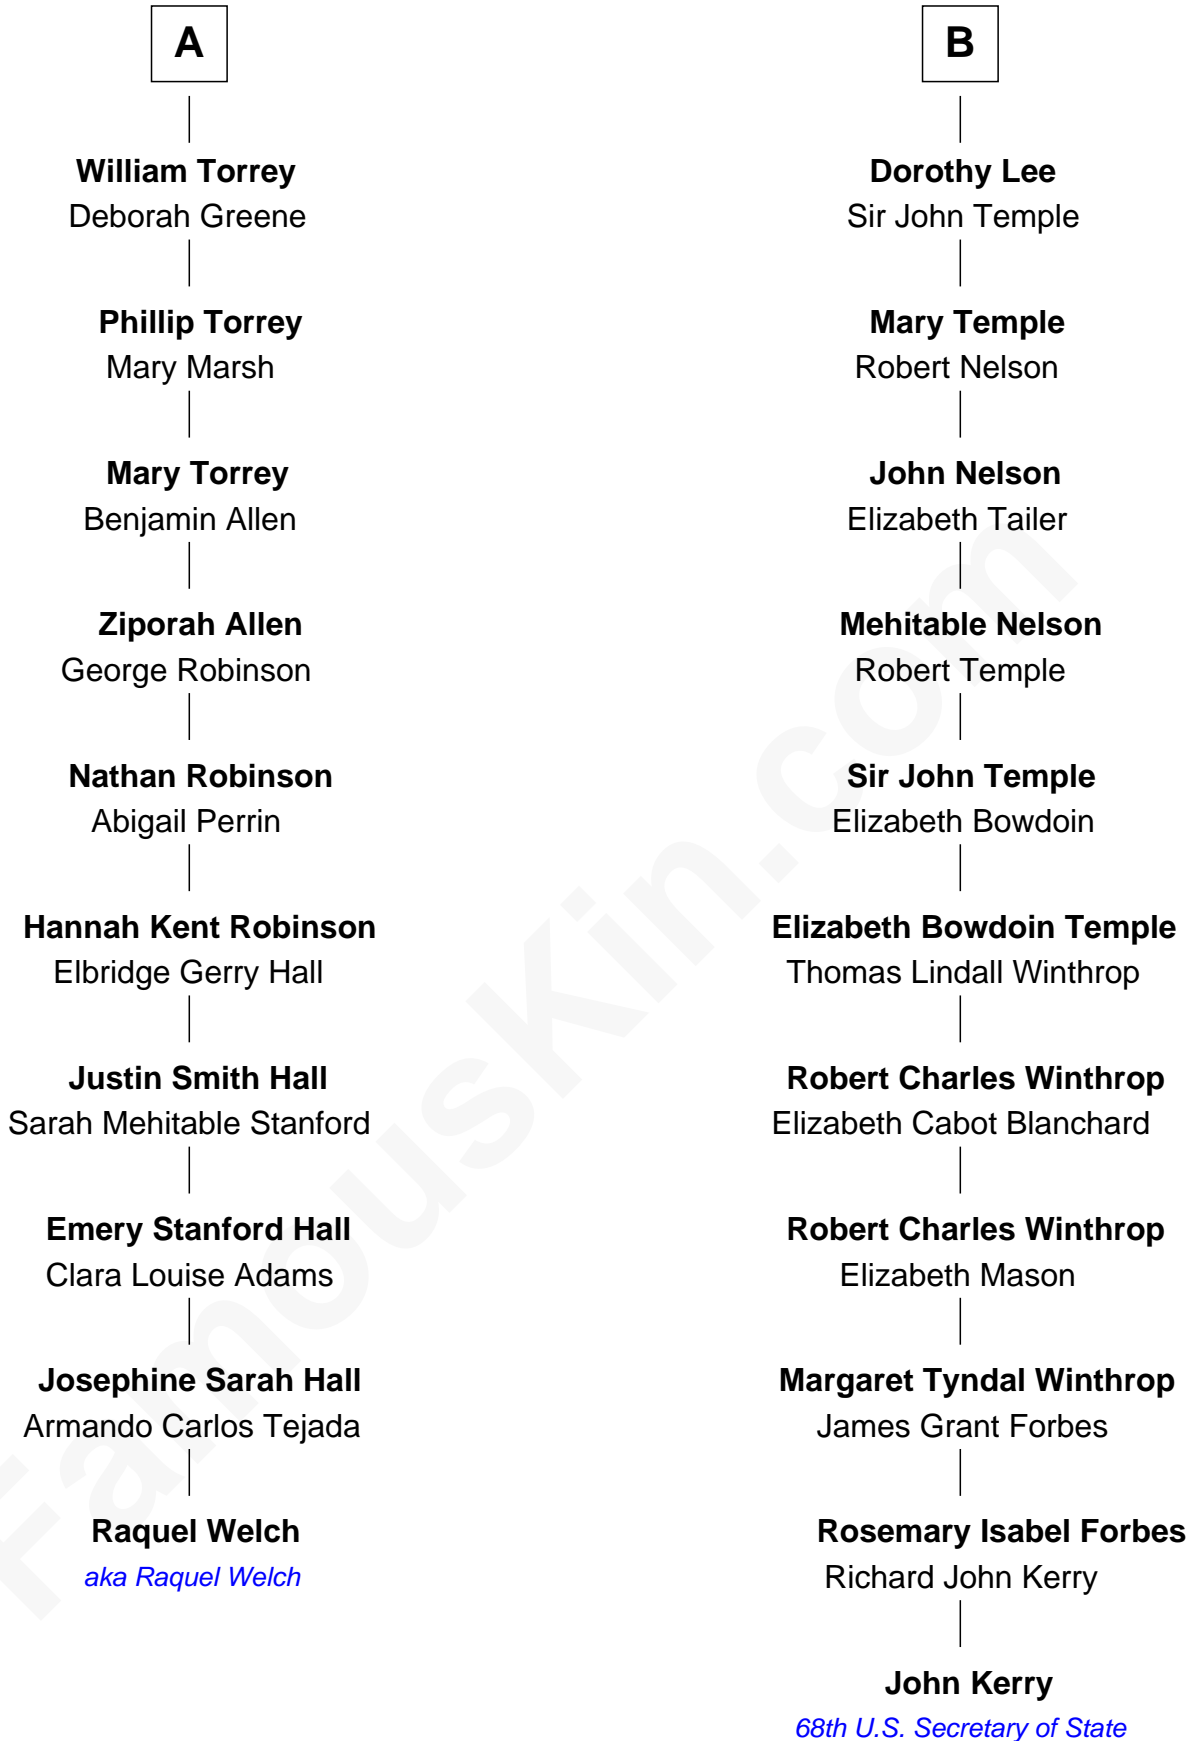 A
William Torrey
Deborah Greene
Phillip Torrey
Mary Marsh
Mary Torrey
Benjamin Allen
Ziporah Allen
George Robinson
Nathan Robinson
Abigail Perrin
Hannah Kent Robinson
Elbridge Gerry Hall
Justin Smith Hall
Sarah Mehitable Stanford
Emery Stanford Hall
Clara Louise Adams
Josephine Sarah Hall
Armando Carlos Tejada
Raquel Welch
aka Raquel Welch
B
Dorothy Lee
Sir John Temple
Mary Temple
Robert Nelson
John Nelson
Elizabeth Tailer
Mehitable Nelson
Robert Temple
Sir John Temple
Elizabeth Bowdoin
Elizabeth Bowdoin Temple
Thomas Lindall Winthrop
Robert Charles Winthrop
Elizabeth Cabot Blanchard
Robert Charles Winthrop
Elizabeth Mason
Margaret Tyndal Winthrop
James Grant Forbes
Rosemary Isabel Forbes
Richard John Kerry
John Kerry
68th U.S. Secretary of State
FamousKin.com